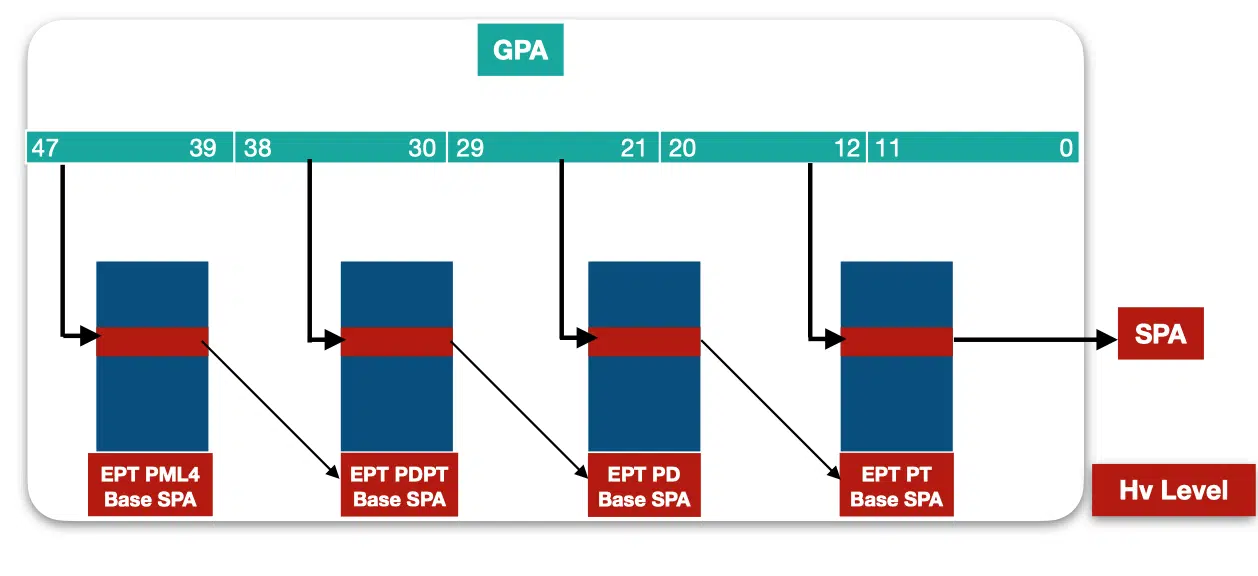 GPA
47 39 38 30 29 21 20 12 11 0
SPA
EPT PML4
Base SPA
EPT PDPT
Base SPA
EPT PD
Base SPA
EPT PT
Base SPA
Hv Level